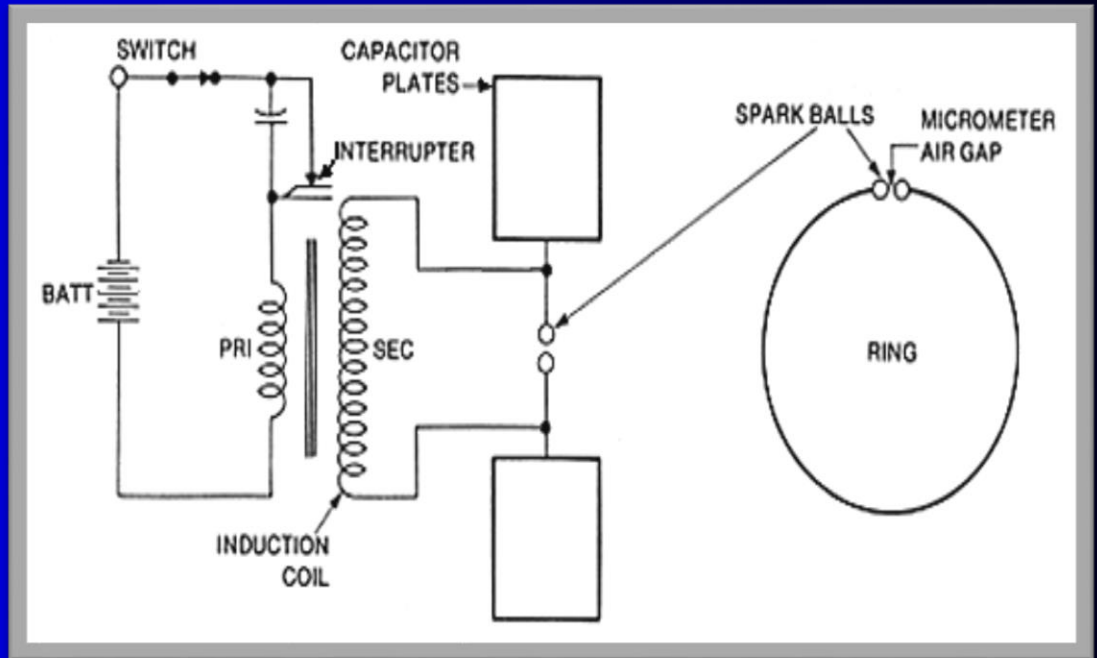 SWITCH
CAPACITOR
PLATES
SPARK BALLS
MICROMETER
AIR GAP
INTERRUPTER
BATT
PRI
SEC
RING
INDUCTION
COIL